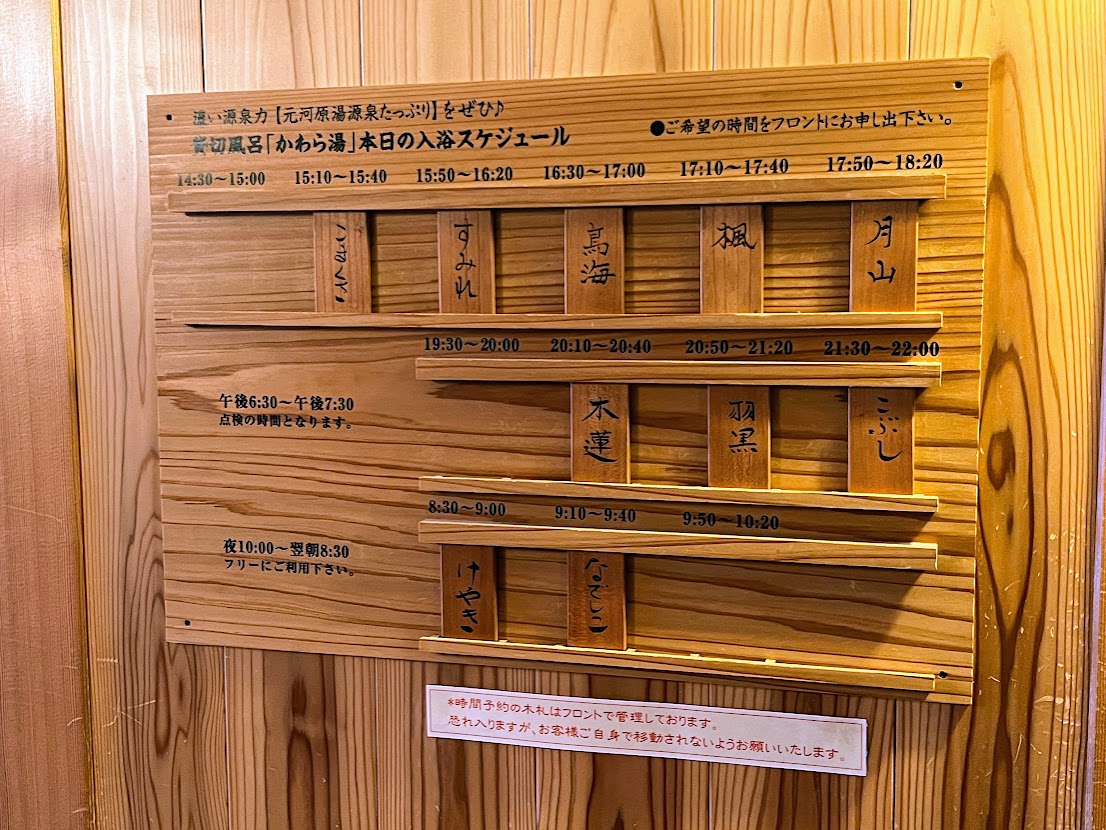 濃い源泉力【元河原湯源泉たっぷり】をぜひ♪
貸切風呂「かわら湯」本日の入浴スケジュール
●ご希望の時間をフロントにお申し出下さい。
14:30～15:00 15:10～15:40 15:50～16:20 16:30～17:00 17:10～17:40 17:50～18:20
すみれ
鳥海
楓
月山
19:30～20:00 20:10～20:40 20:50～21:20 21:30～22:00
午後6:30～午後7:30
点検の時間となります。
木蓮
羽黒
こぶし
8:30～9:00 9:10～9:40 9:50～10:20
夜10:00～翌朝8:30
フリーにご利用下さい。
けやき
なでしこ
*時間予約の木札はフロントで管理しております。
恐れ入りますが、お客様ご自身で移動されないようお願いいたします。